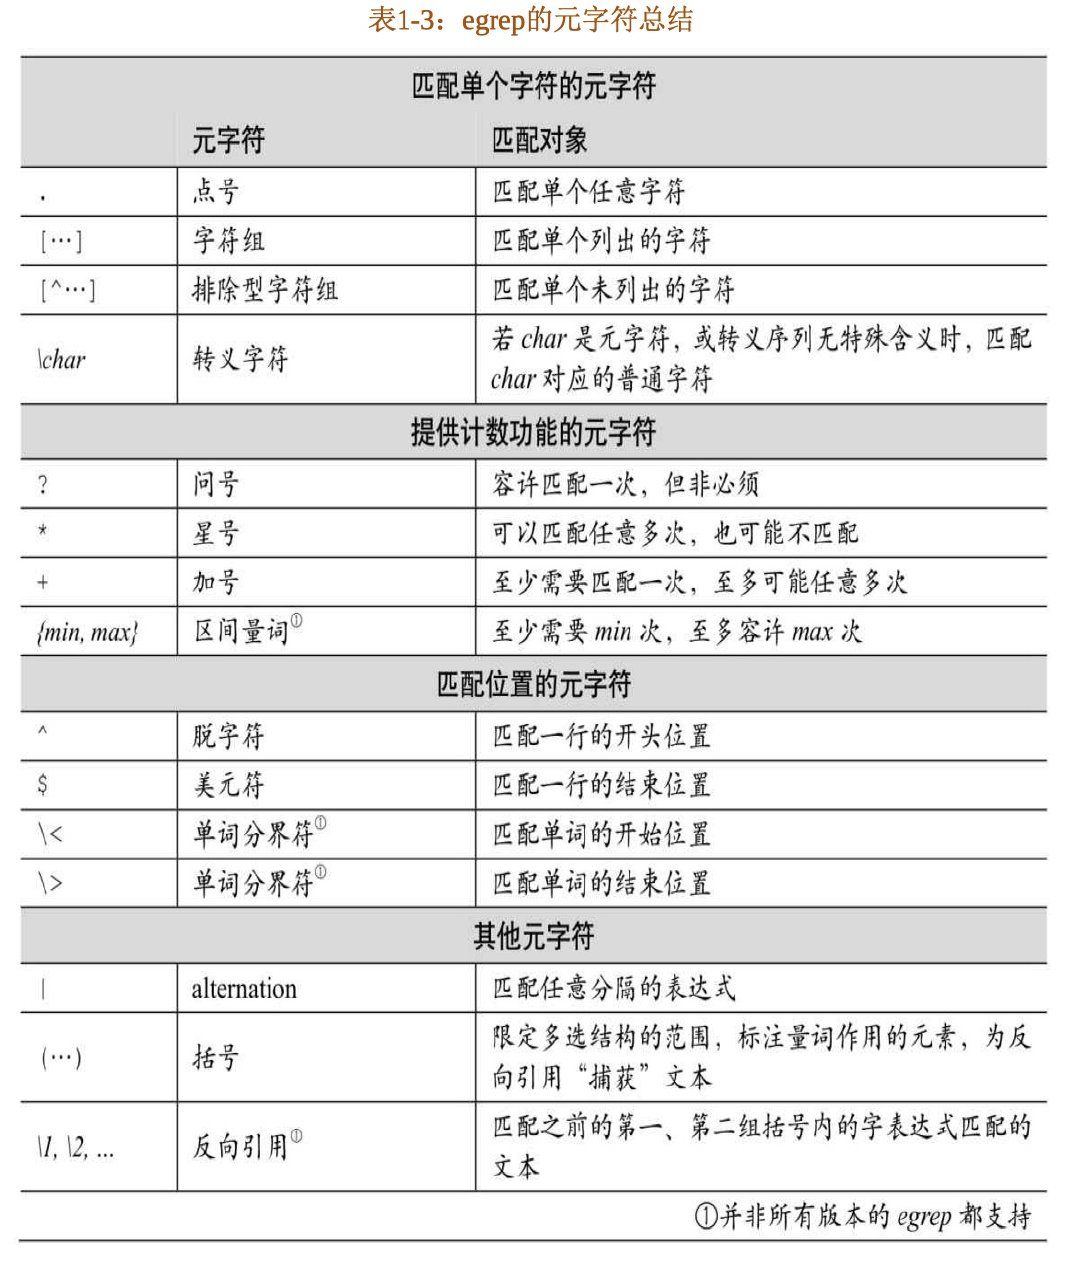 表1-3：egrep的元字符总结
匹配单个字符的元字符
元字符 匹配对象
. 点号 匹配单个任意字符
[…] 字符组 匹配单个列出的字符
[^…] 排除型字符组 匹配单个未列出的字符
\char 转义字符 若 char 是元字符，或转义序列无特殊含义时，匹配
char 对应的普通字符
提供计数功能的元字符
? 问号 容许匹配一次，但非必须
* 星号 可以匹配任意多次，也可能不匹配
+ 加号 至少需要匹配一次，至多可能任意多次
{min, max} 区间量词① 至少需要 min 次，至多容许 max 次
匹配位置的元字符
^ 脱字符 匹配一行的开头位置
$ 美元符 匹配一行的结束位置
\< 单词分界符① 匹配单词的开始位置
\> 单词分界符① 匹配单词的结束位置
其他元字符
| alternation 匹配任意分隔的表达式
(…) 括号 限定多选结构的范围，标注量词作用的元素，为反
向引用“捕获”文本
\1, \2, ... 反向引用① 匹配之前的第一、第二组括号内的字表达式匹配的
文本
①并非所有版本的 egrep 都支持